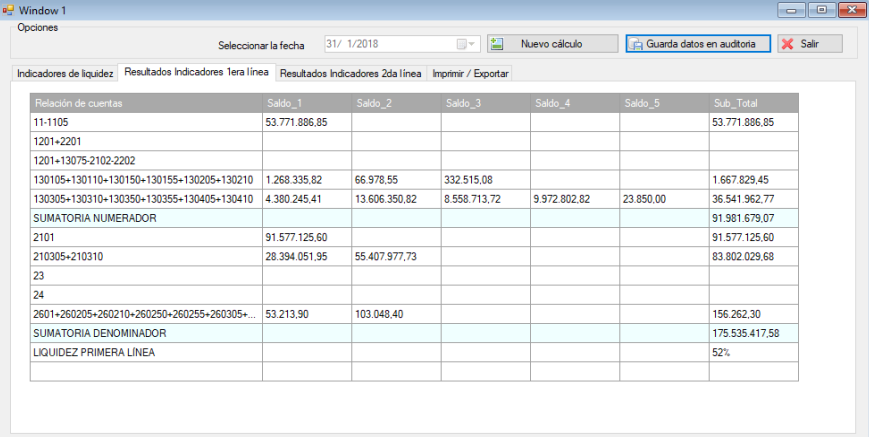 Window 1
Opciones
Seleccionar la fecha 31/ 1/2018 Nuevo cálculo Guarda datos en auditoria Salir
Indicadores de liquidez Resultados Indicadores 1era línea Resultados Indicadores 2da línea Imprimir / Exportar
Relación de cuentas Saldo_1 Saldo_2 Saldo_3 Saldo_4 Saldo_5 Sub_Total
11-1105 53.771.886,85 53.771.886,85
1201+2201
1201+13075-2102-2202
130105+130110+130150+130155+130205+130210 1.268.335,82 66.978,55 332.515,08 1.667.829,45
130305+130310+130350+130355+130405+130410 4.380.245,41 13.606.350,82 8.558.713,72 9.972.802,82 23.850,00 36.541.962,77
SUMATORIA NUMERADOR 91.981.679,07
2101 91.577.125,60 91.577.125,60
210305+210310 28.394.051,95 55.407.977,73 83.802.029,68
23
24
2601+260205+260210+260250+260255+260305+... 53.213,90 103.048,40 156.262,30
SUMATORIA DENOMINADOR 175.535.417,58
LIQUIDEZ PRIMERA LÍNEA 52%